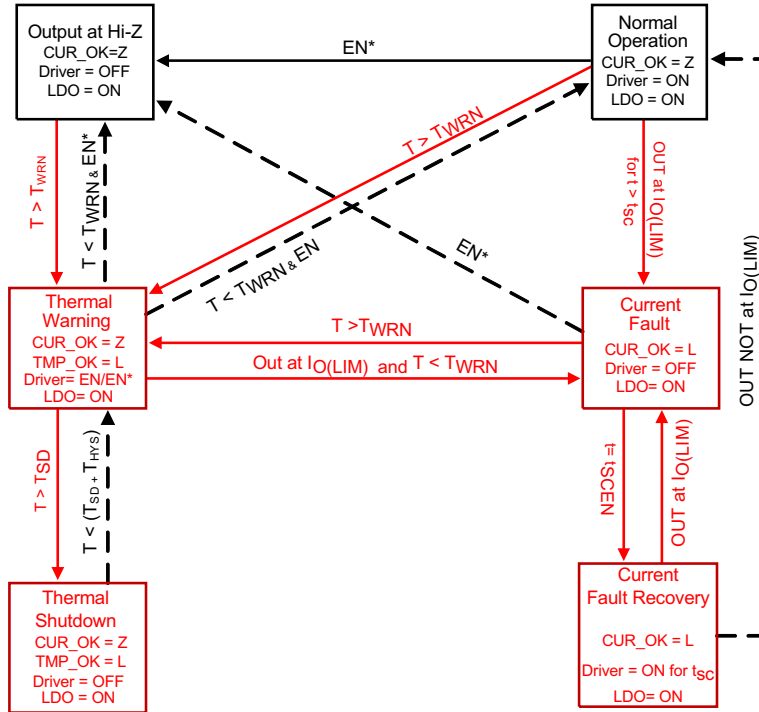 Output at Hi-Z
CUR_OK=Z
Driver = OFF
LDO = ON
EN*
Normal
Operation
CUR_OK = Z
Driver = ON
LDO = ON
T > TWRN
T < TWRN & EN*
T > TWRN
T < TWRN & EN
EN*
OUT at IO(LIM)
for t > tsc
OUT NOT at IO(LIM)
Thermal
Warning
CUR_OK = Z
TMP_OK = L
Driver= EN/EN*
LDO= ON
T >TWRN
Out at IO(LIM) and T < TWRN
Current
Fault
CUR_OK = L
Driver = OFF
LDO= ON
T > TSD
T < (TSD + THYS)
t= tSCEN
OUT at IO(LIM)
Thermal
Shutdown
CUR_OK = Z
TMP_OK = L
Driver = OFF
LDO = ON
Current
Fault Recovery
CUR_OK = L
Driver = ON for tsc
LDO= ON